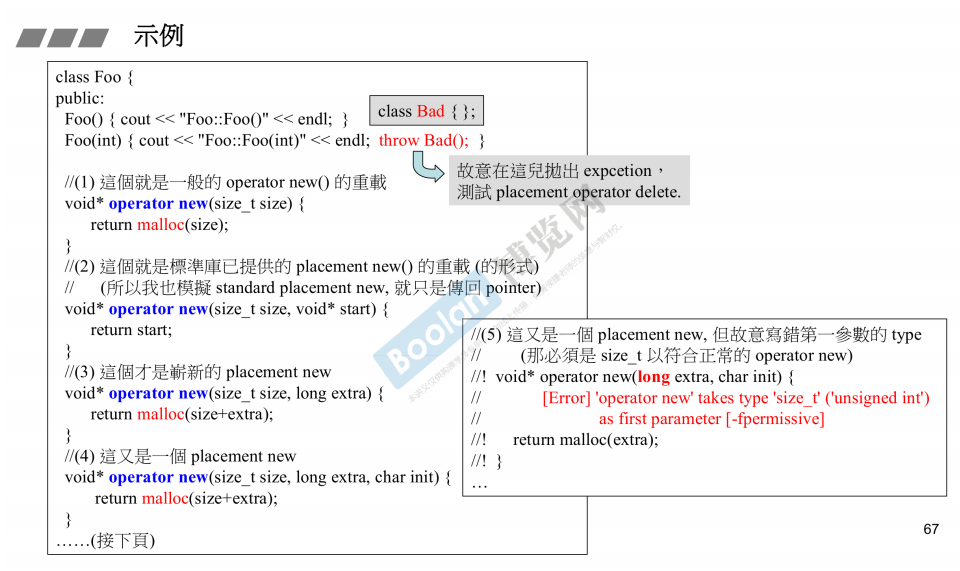 示例
class Foo {
public:
Foo() { cout << "Foo::Foo()" << endl; }
class Bad { };
Foo(int) { cout << "Foo::Foo(int)" << endl; throw Bad(); }
故意在這兒拋出 expcetion，
測試 placement operator delete.
//(1) 這個就是一般的 operator new() 的重載
void* operator new(size_t size) {
return malloc(size);
}
//(2) 這個就是標準庫已提供的 placement new() 的重載 (的形式)
// (所以我也模擬 standard placement new, 就只是傳回 pointer)
void* operator new(size_t size, void* start) {
return start;
}
//(3) 這個才是嶄新的 placement new
void* operator new(size_t size, long extra) {
return malloc(size+extra);
}
//(4) 這又是一個 placement new
void* operator new(size_t size, long extra, char init) {
return malloc(size+extra);
}
……(接下頁)
//(5) 這又是一個 placement new, 但故意寫錯第一參數的 type
// (那必須是 size_t 以符合正常的 operator new)
//! void* operator new(long extra, char init) {
// [Error] 'operator new' takes type 'size_t' ('unsigned int')
// as first parameter [-fpermissive]
//! return malloc(extra);
//! }
…
Boolan 博览网
67